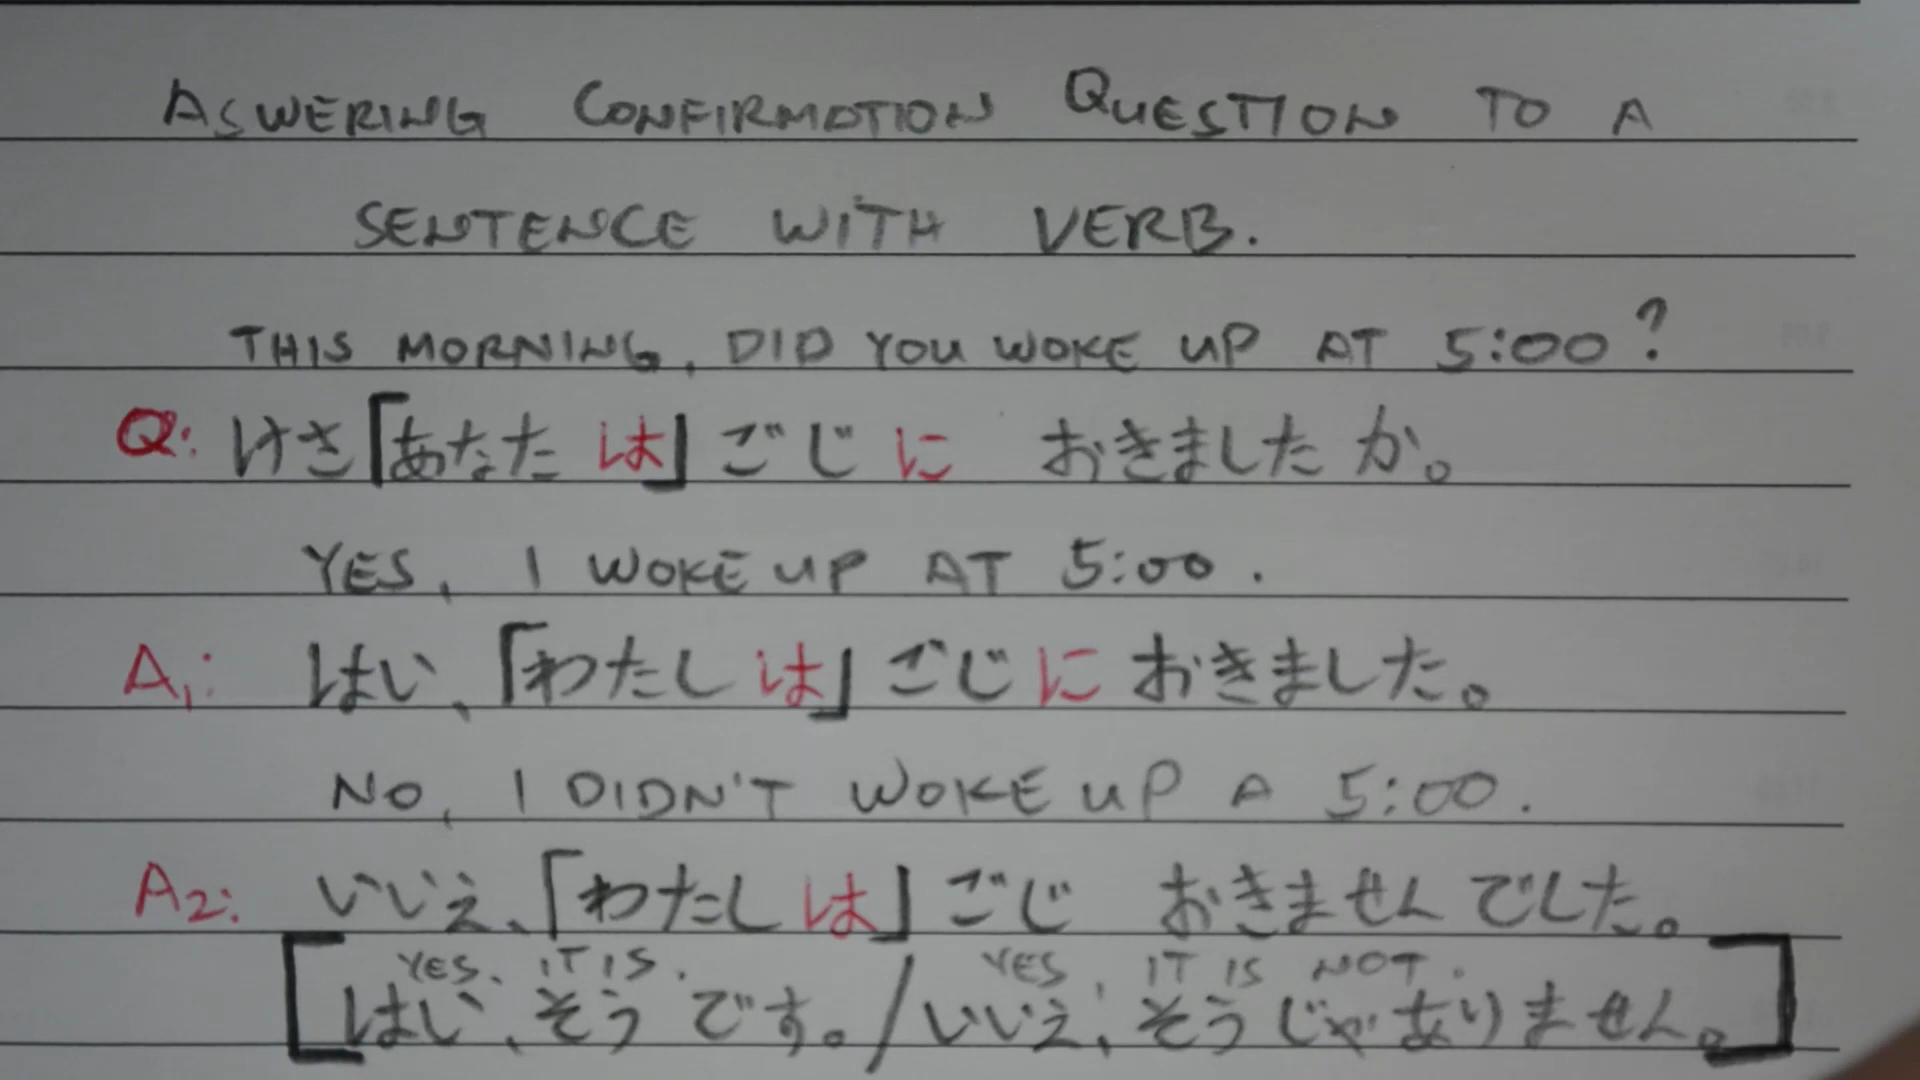 ASWERING CONFIRMATION QUESTION TO A
SENTENCE WITH VERB.
THIS MORNING, DID YOU WOKE UP AT 5:00?
Q: けさ「あなたは」ごじに おきましたか。
YES, I WOKE UP AT 5:00.
A1: はい、「わたしは」ごじにおきました。
NO, I DIDN'T WOKE UP A 5:00.
A2: いいえ、「わたしは」ごじ おきませんでした。
YES, IT IS. YES, IT IS NOT.
[はい、そうです。/いいえ、そうじゃありません。]